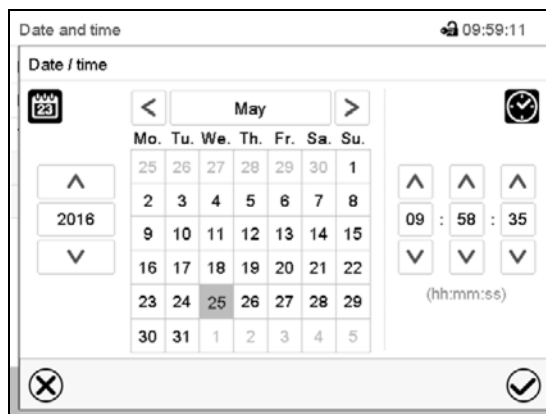 Date and time 09:59:11
Date / time
23
< May >
Mo. Tu. We. Th. Fr. Sa. Su.
25 26 27 28 29 30 1
2 3 4 5 6 7 8
2016 09 : 58 : 35
9 10 11 12 13 14 15
16 17 18 19 20 21 22
23 24 25 26 27 28 29
(hh:mm:ss)
30 31 1 2 3 4 5